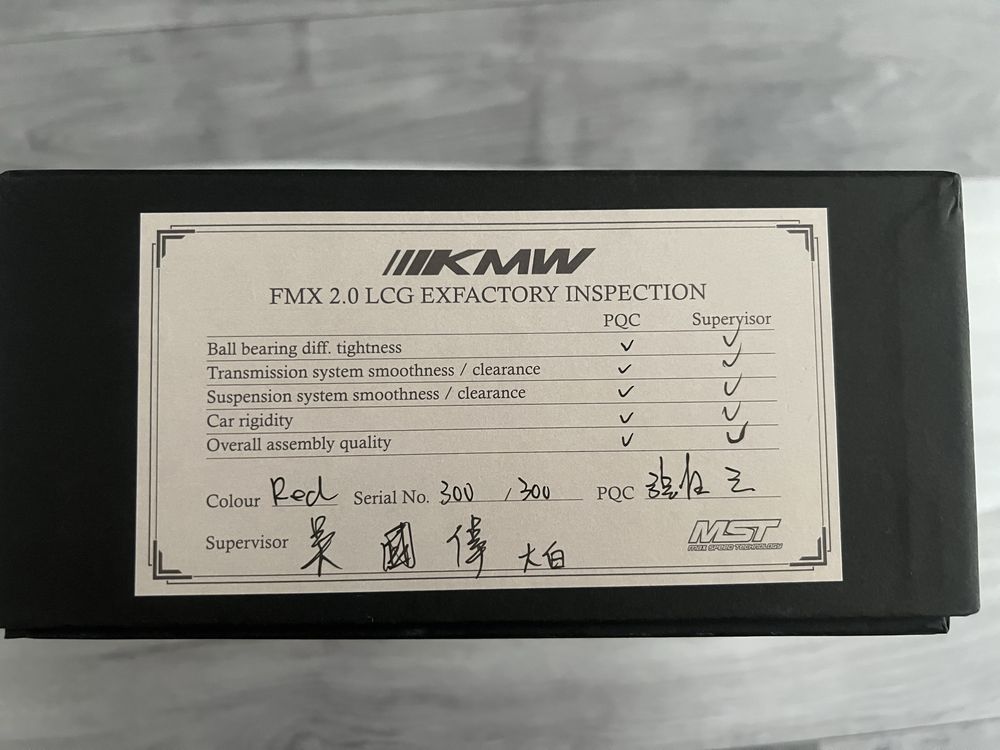 KMW
FMX 2.0 LCG EXFACTORY INSPECTION
PQC Supervisor
Ball bearing diff. tightness ✓ ✓
Transmission system smoothness / clearance ✓ ✓
Suspension system smoothness / clearance ✓ ✓
Car rigidity ✓ ✓
Overall assembly quality ✓ ✓
Colour Red Serial No. 300 / 300 PQC
Supervisor 吳 國 偉 大白
MST
MAX SPEED TECHNOLOGY